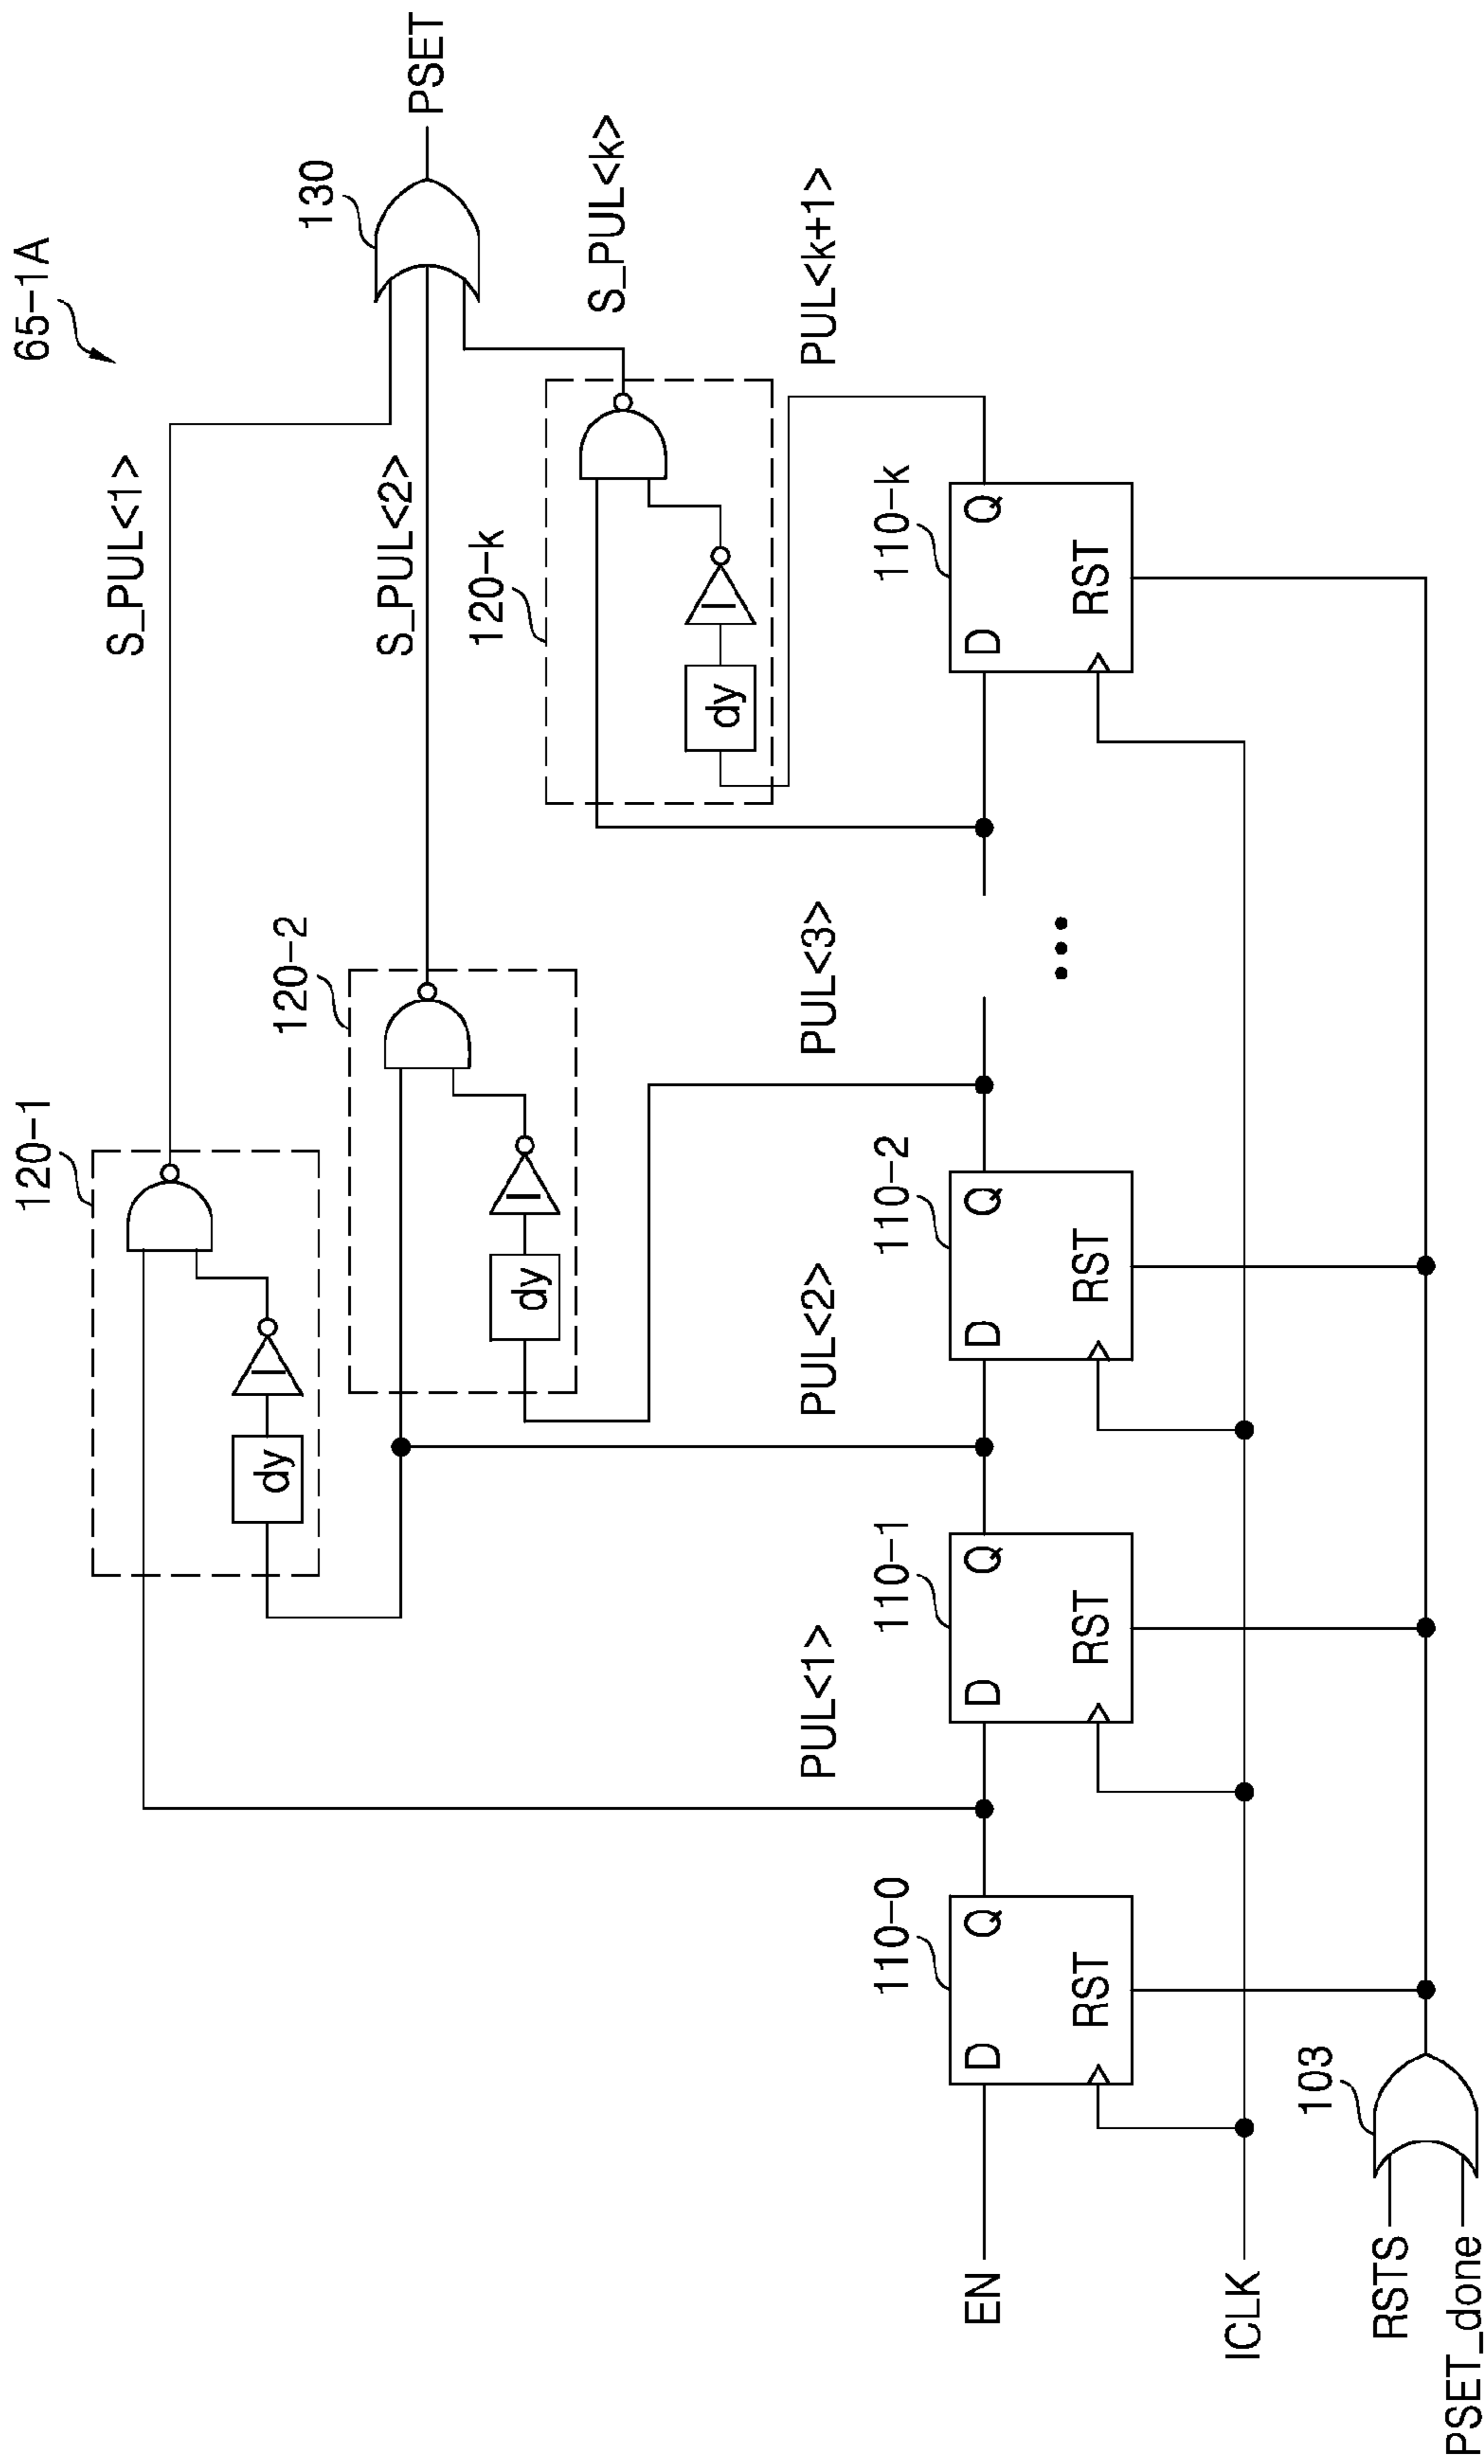 65-1A
120-1
S_PUL<1>
130
PSET
120-2
S_PUL<2>
dy
I
120-k
S_PUL<k>
dy
I
dy
I
PUL<1>
PUL<2>
PUL<3>
PUL<k+1>
110-0
110-1
110-2
110-k
EN
D
Q
RST
D
Q
RST
D
Q
RST
...
D
Q
RST
ICLK
103
RSTS
PSET_done